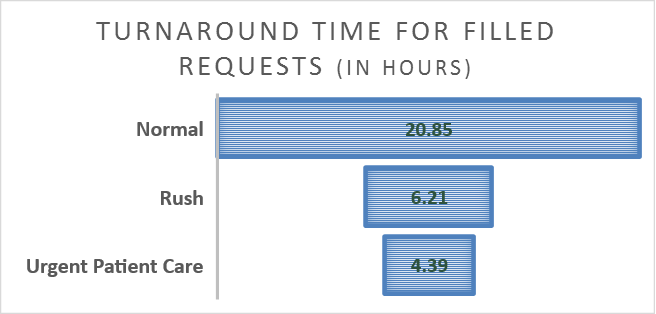 TURNAROUND TIME FOR FILLED
REQUESTS (IN HOURS)
Normal 20.85
Rush 6.21
Urgent Patient Care 4.39